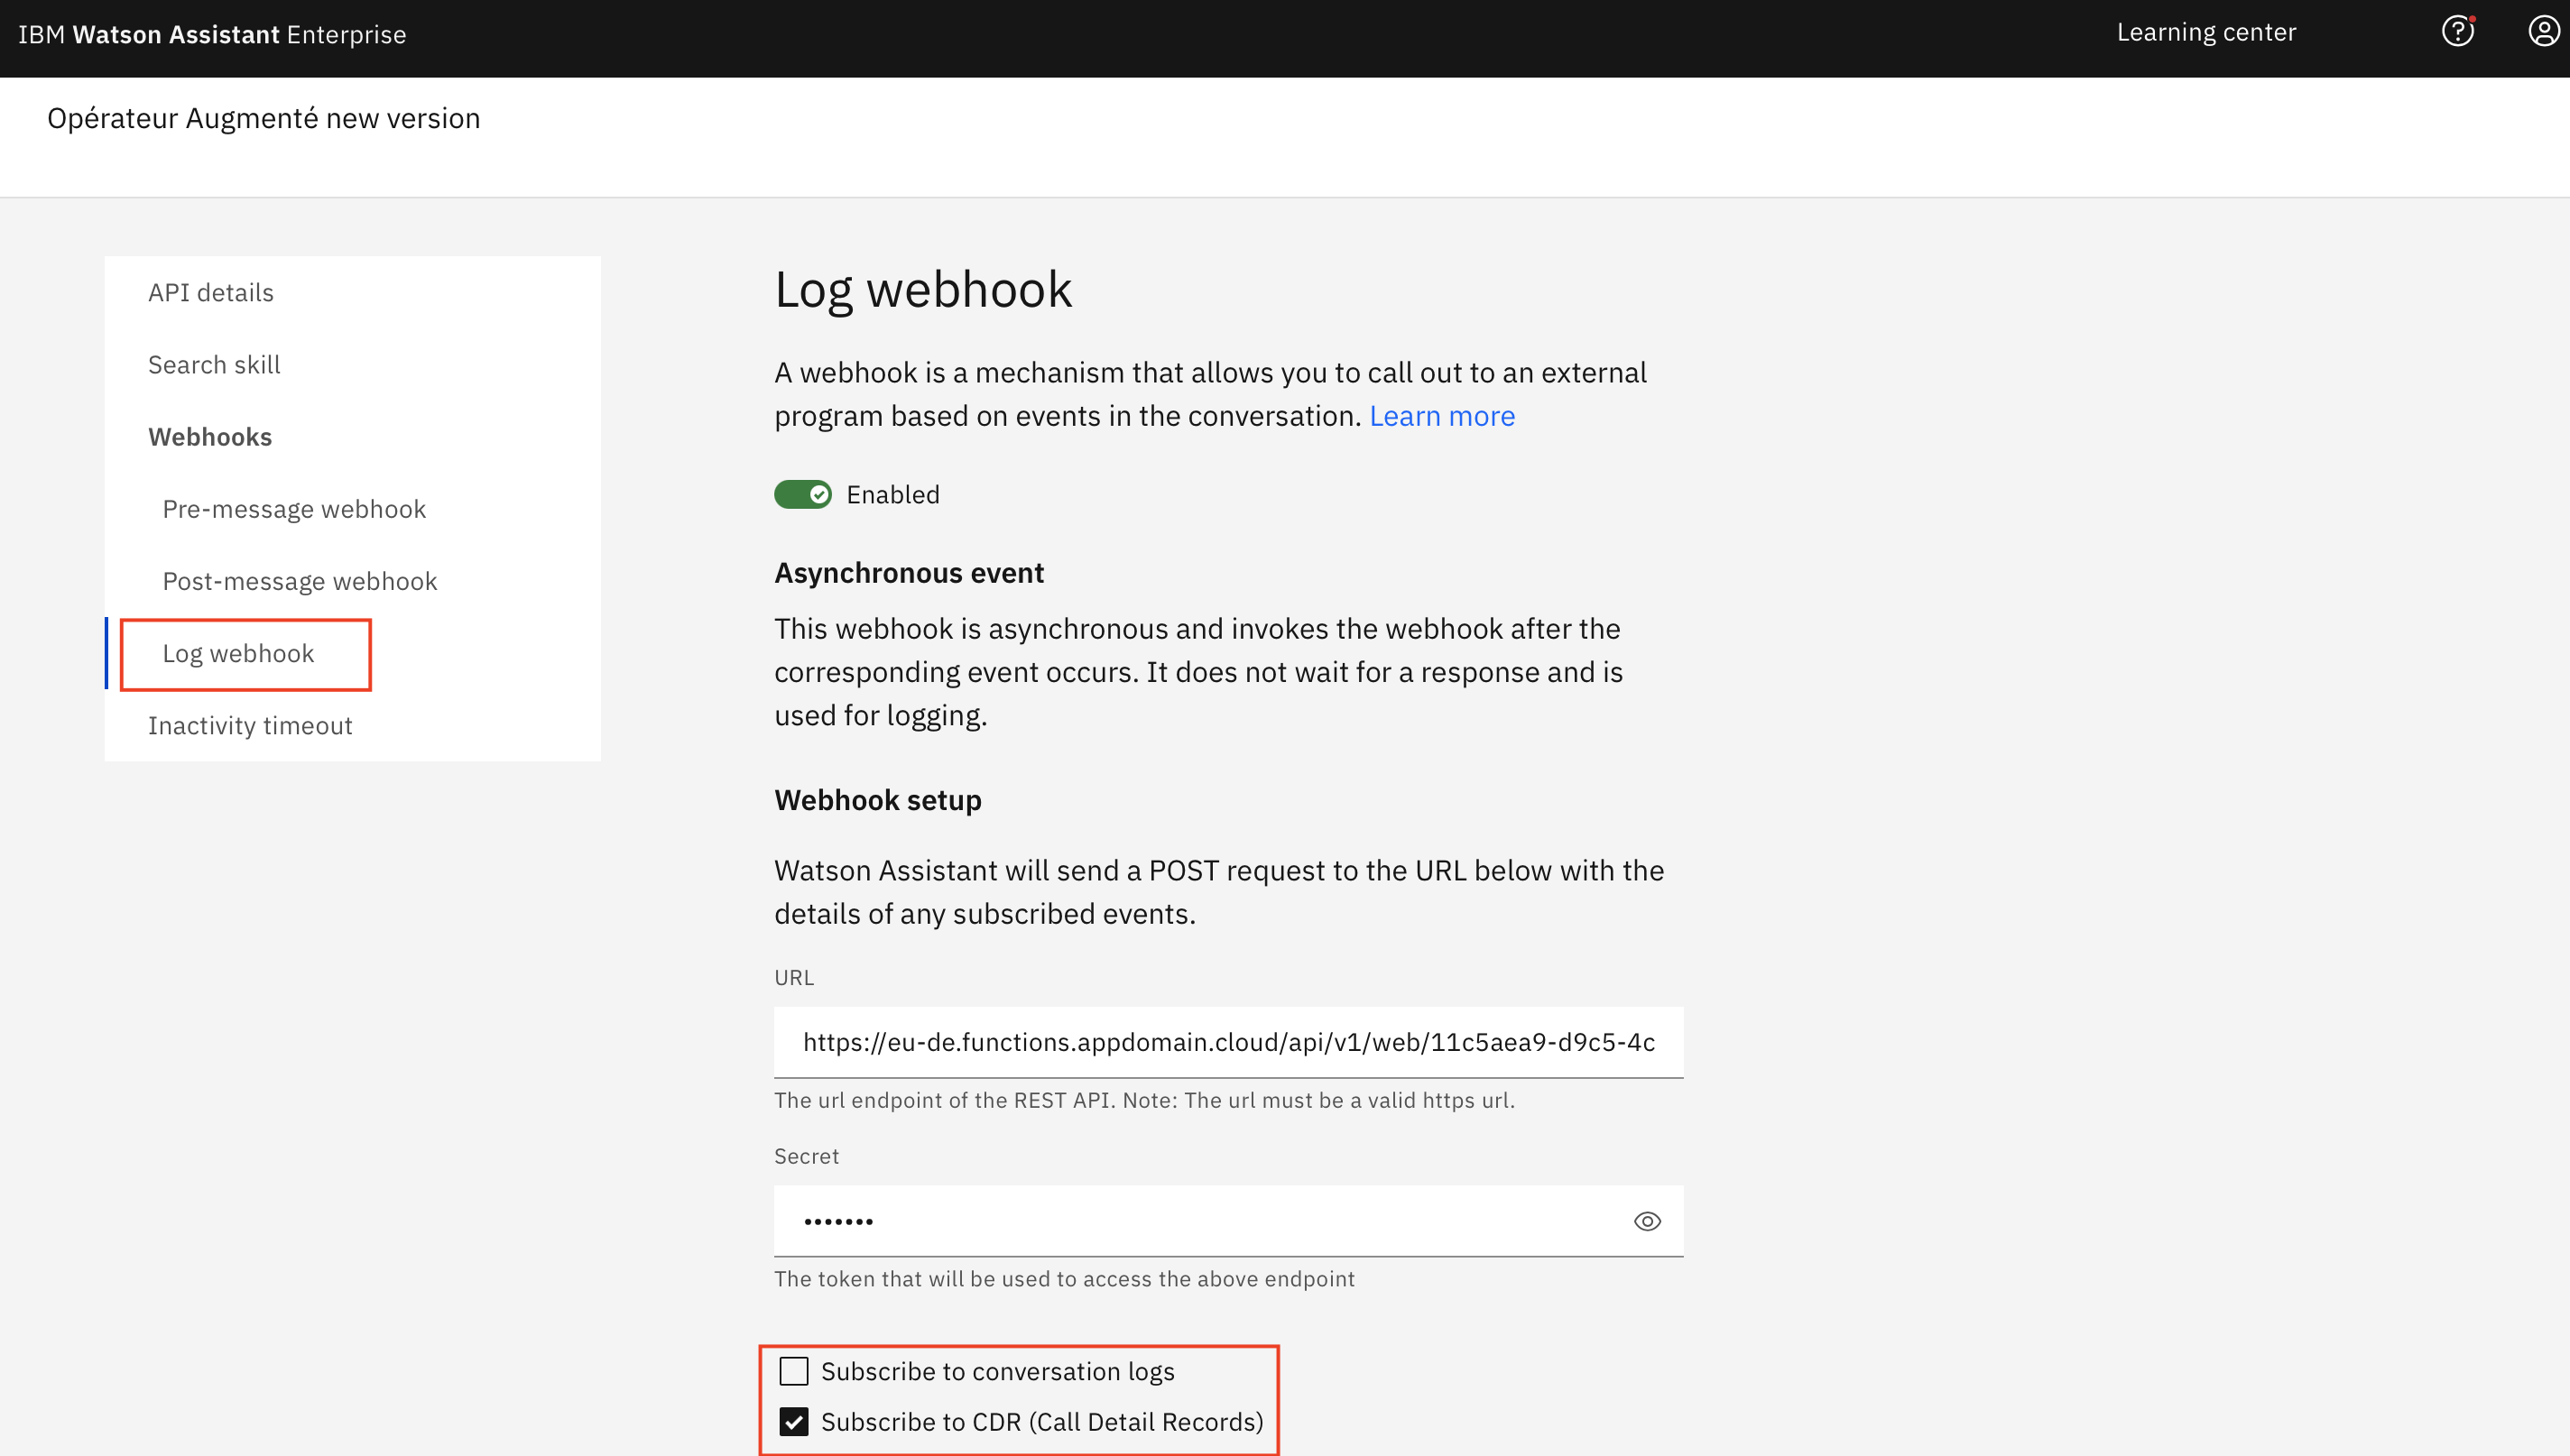 IBM Watson Assistant Enterprise
Learning center
Opérateur Augmenté new version
API details
Search skill
Webhooks
Pre-message webhook
Post-message webhook
Log webhook
Inactivity timeout
Log webhook
A webhook is a mechanism that allows you to call out to an external
program based on events in the conversation. Learn more
Enabled
Asynchronous event
This webhook is asynchronous and invokes the webhook after the
corresponding event occurs. It does not wait for a response and is
used for logging.
Webhook setup
Watson Assistant will send a POST request to the URL below with the
details of any subscribed events.
URL
https://eu-de.functions.appdomain.cloud/api/v1/web/11c5aea9-d9c5-4c
The url endpoint of the REST API. Note: The url must be a valid https url.
Secret
•••••••
The token that will be used to access the above endpoint
Subscribe to conversation logs
Subscribe to CDR (Call Detail Records)